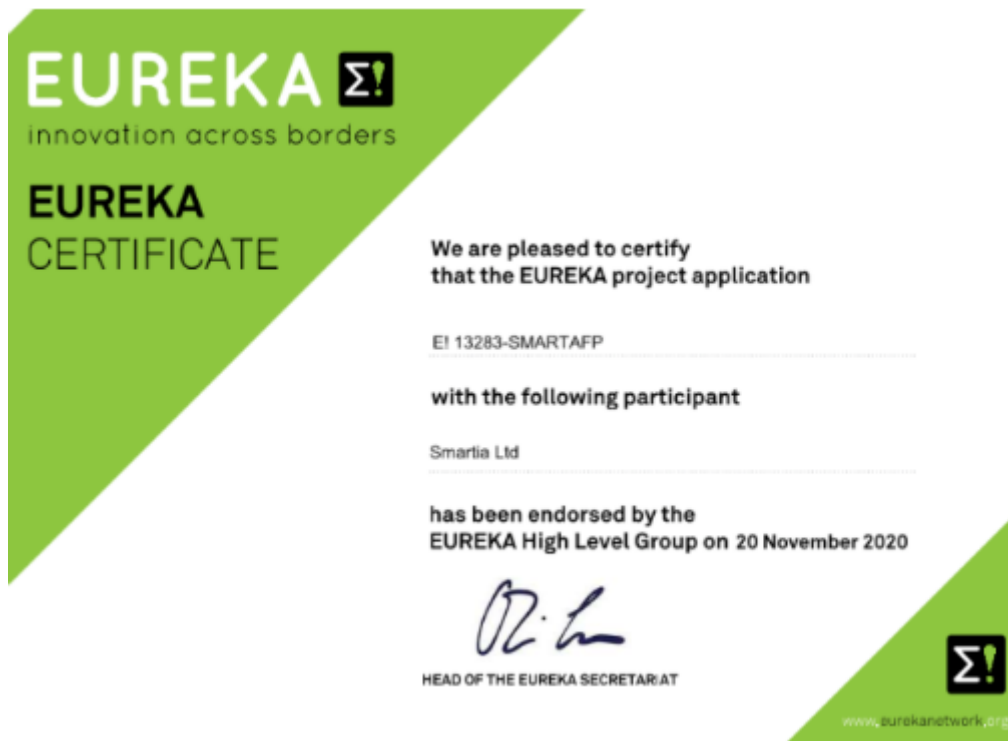 EUREKA Σ!
innovation across borders
EUREKA
CERTIFICATE
We are pleased to certify
that the EUREKA project application
E! 13283-SMARTAFP
with the following participant
Smartia Ltd
has been endorsed by the
EUREKA High Level Group on 20 November 2020
HEAD OF THE EUREKA SECRETARIAT
Σ!
www.eurekanetwork.org